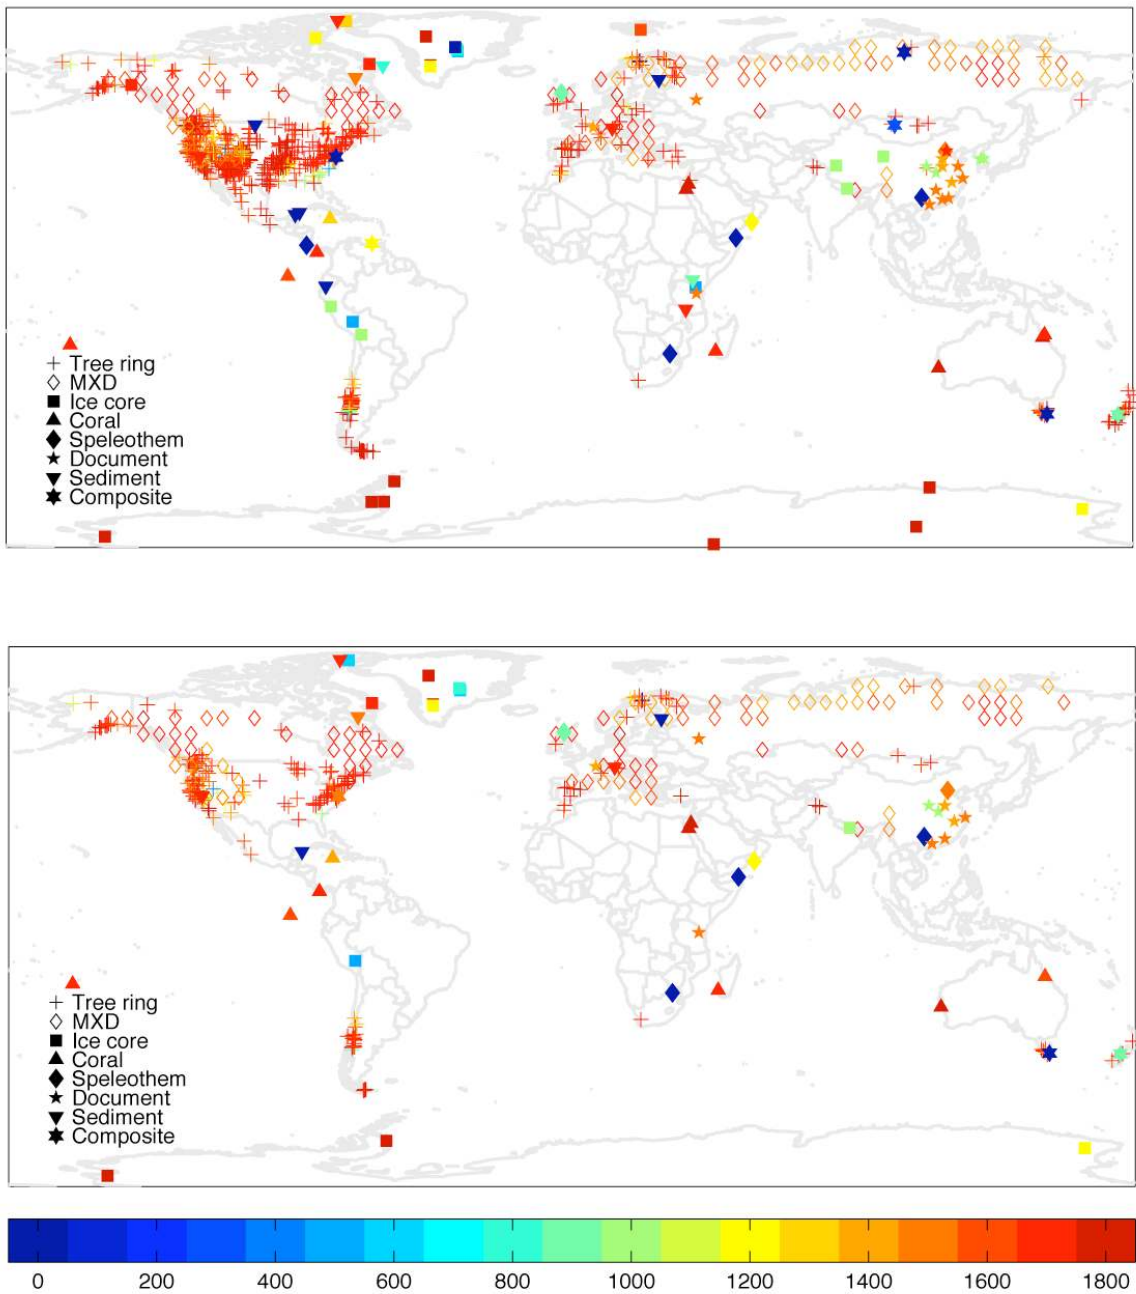 Tree ring
MXD
Ice core
Coral
Speleothem
Document
Sediment
Composite
Tree ring
MXD
Ice core
Coral
Speleothem
Document
Sediment
Composite
0 200 400 600 800 1000 1200 1400 1600 1800